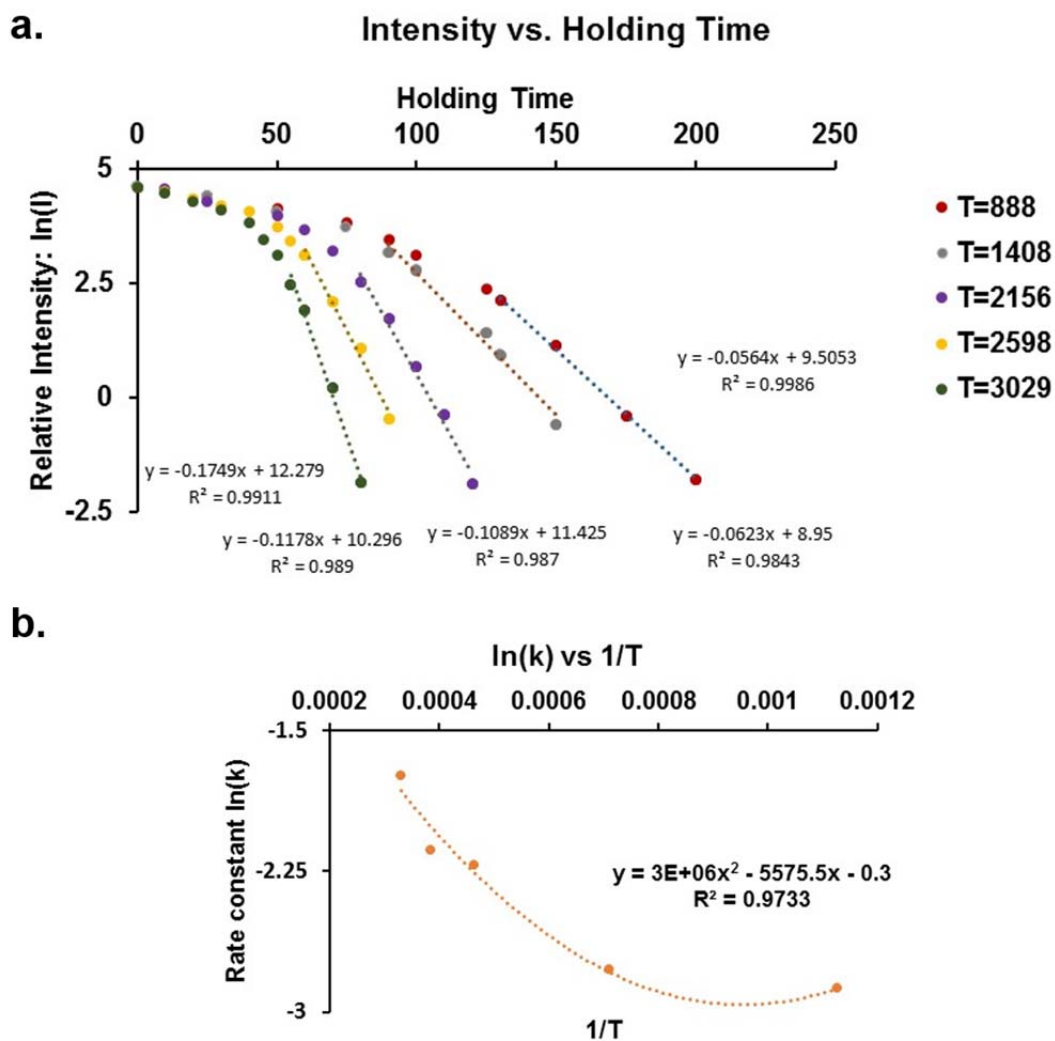 a.
Intensity vs. Holding Time
Holding Time
0 50 100 150 200 250
5
2.5
0
-2.5
Relative Intensity: ln(I)
T=888
T=1408
T=2156
T=2598
T=3029
y = -0.0564x + 9.5053
R² = 0.9986
y = -0.1749x + 12.279
R² = 0.9911
y = -0.1178x + 10.296
R² = 0.989
y = -0.1089x + 11.425
R² = 0.987
y = -0.0623x + 8.95
R² = 0.9843
b.
ln(k) vs 1/T
0.0002 0.0004 0.0006 0.0008 0.001 0.0012
-1.5
-2.25
-3
Rate constant ln(k)
y = 3E+06x² - 5575.5x - 0.3
R² = 0.9733
1/T